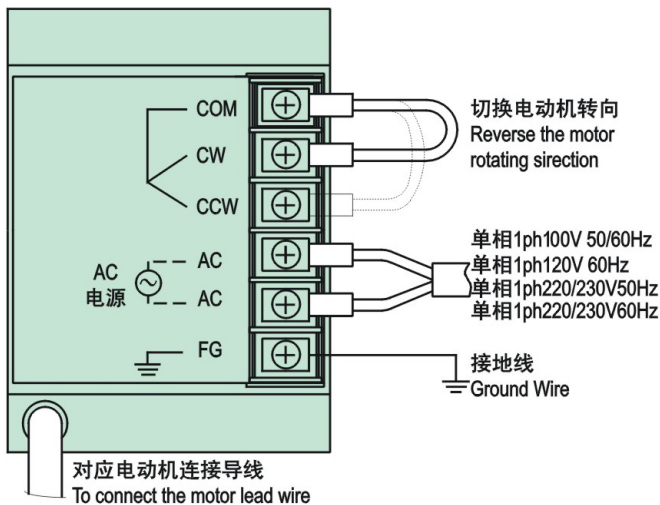 COM
CW
CCW
AC
电源
AC
AC
FG
切换电动机转向
Reverse the motor
rotating sirection
单相1ph100V 50/60Hz
单相1ph120V 60Hz
单相1ph220/230V50Hz
单相1ph220/230V60Hz
接地线
Ground Wire
对应电动机连接导线
To connect the motor lead wire